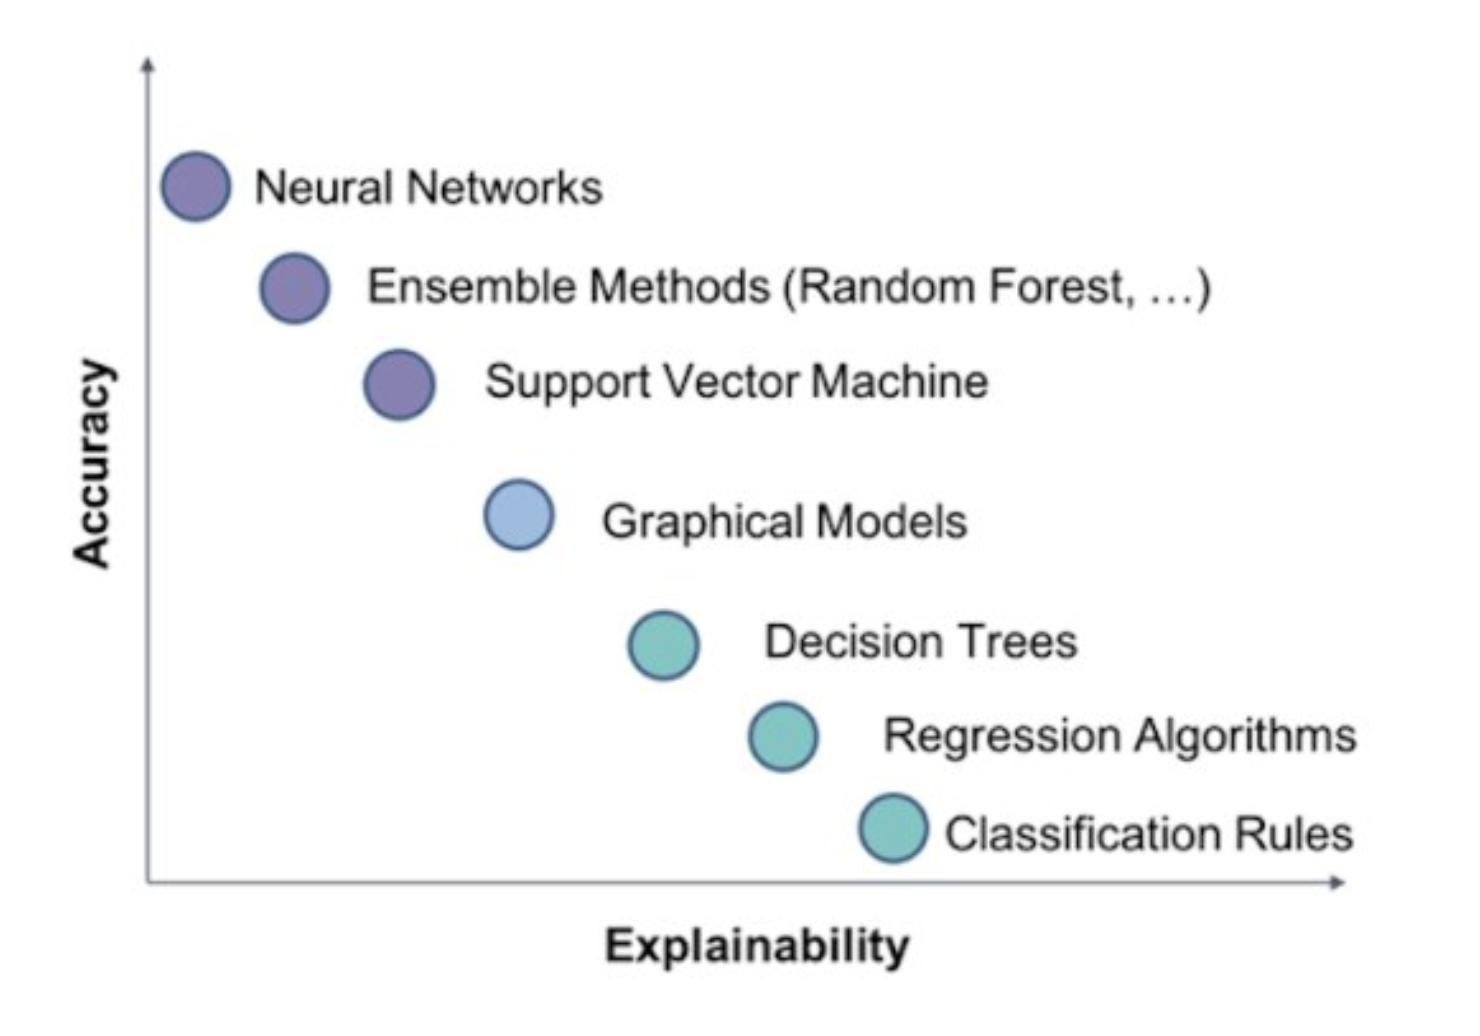 Neural Networks
Ensemble Methods (Random Forest, ...)
Support Vector Machine
Accuracy
Graphical Models
Decision Trees
Regression Algorithms
Classification Rules
Explainability